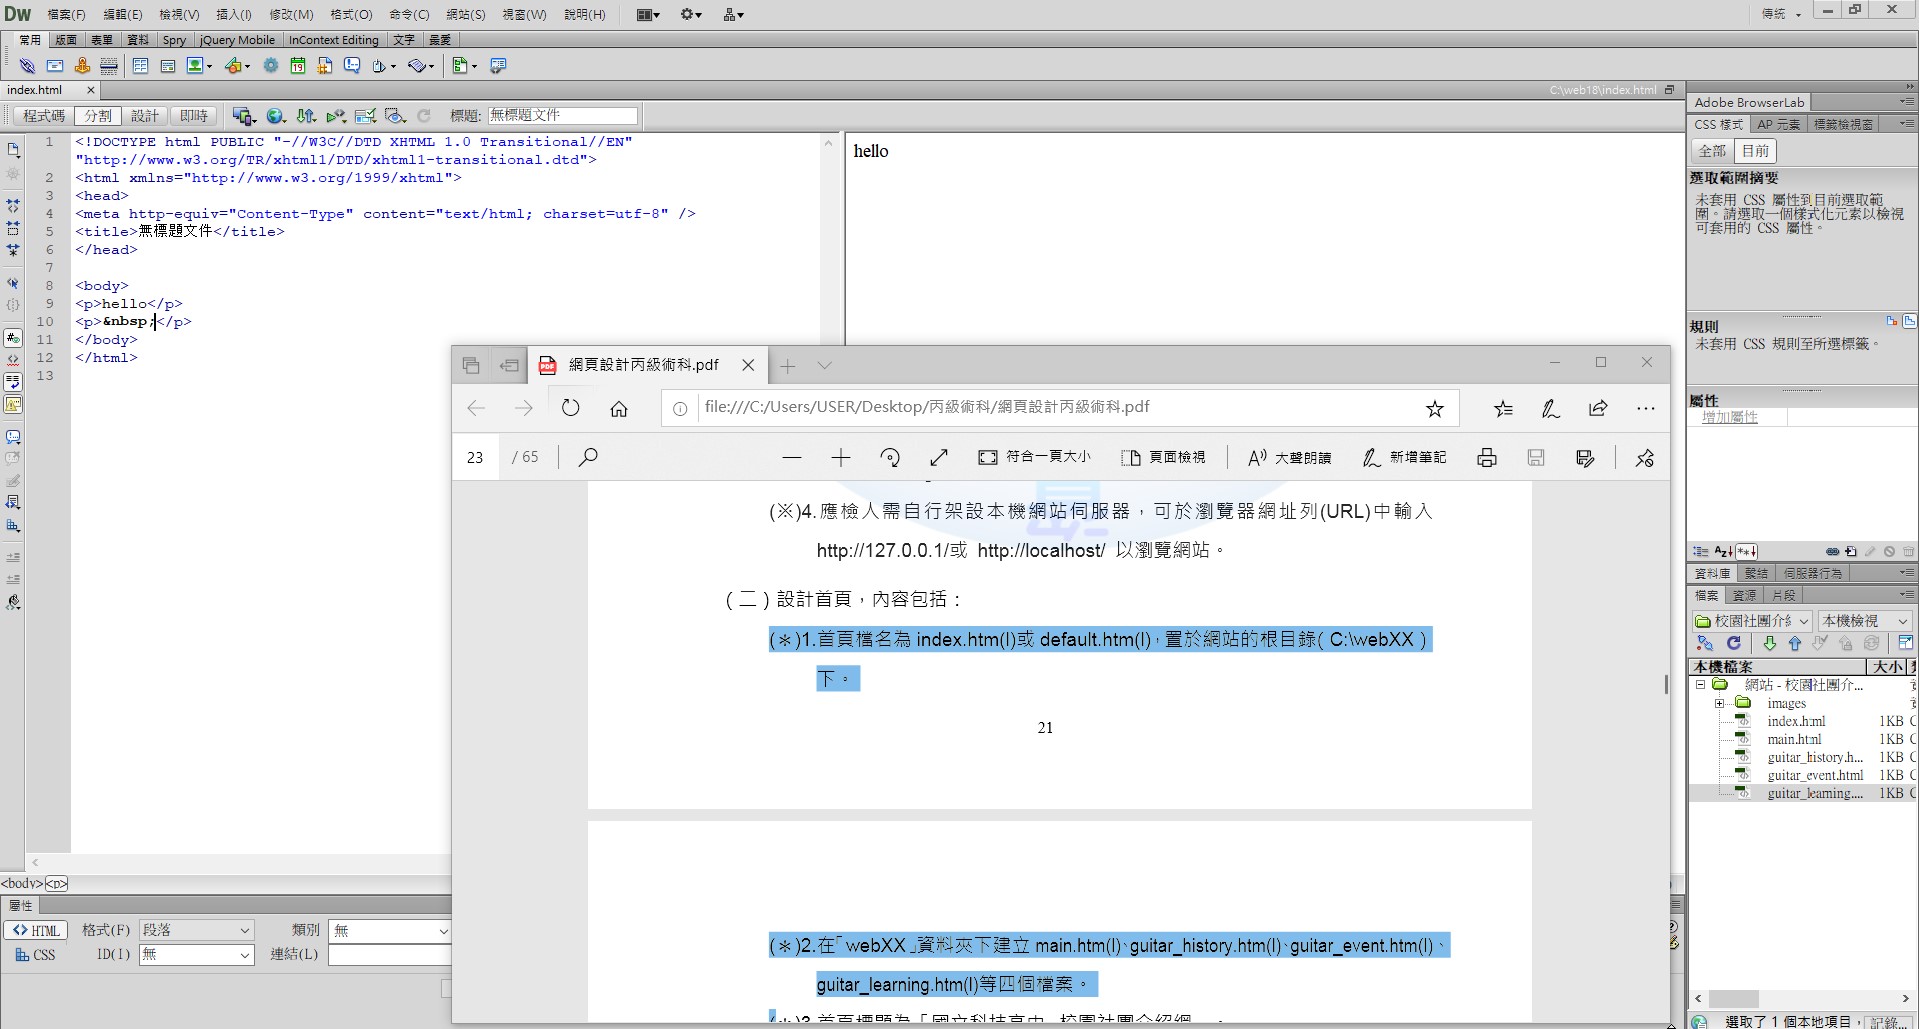 Dw 檔案(F) 編輯(E) 檢視(V) 插入(I) 修改(M) 格式(O) 命令(C) 網站(S) 視窗(W) 說明(H) 傳統
常用 版面 表單 資料 Spry jQuery Mobile InContext Editing 文字 最愛
index.html
C:\web18\index.html
程式碼 分割 設計 即時 標題: 無標題文件
1 <!DOCTYPE html PUBLIC "-//W3C//DTD XHTML 1.0 Transitional//EN"
"http://www.w3.org/TR/xhtml1/DTD/xhtml1-transitional.dtd">
2 <html xmlns="http://www.w3.org/1999/xhtml">
3 <head>
4 <meta http-equiv="Content-Type" content="text/html; charset=utf-8" />
5 <title>無標題文件</title>
6 </head>
7
8 <body>
9 <p>hello</p>
10 <p>&nbsp;</p>
11 </body>
12 </html>
13
hello
<body><p>
屬性
<> HTML 格式(F) 段落 類別 無
CSS ID(I) 無 連結(L)
網頁設計丙級術科.pdf
file:///C:/Users/USER/Desktop/丙級術科/網頁設計丙級術科.pdf
23 / 65 符合一頁大小 頁面檢視 大聲朗讀 新增筆記
(※)4.應檢人需自行架設本機網站伺服器，可於瀏覽器網址列(URL)中輸入
http://127.0.0.1/或 http://localhost/ 以瀏覽網站。
(二)設計首頁，內容包括：
(＊)1.首頁檔名為 index.htm(l)或 default.htm(l)，置於網站的根目錄( C:\webXX )
下。
21
(＊)2.在「webXX」資料夾下建立 main.htm(l)、guitar_history.htm(l)、guitar_event.htm(l)、
guitar_learning.htm(l)等四個檔案。
(＊)3.首頁標題為「國立科技高中 校園社團介紹網」。
Adobe BrowserLab
CSS 樣式 AP 元素 標籤檢視窗
全部 目前
選取範圍摘要
未套用 CSS 屬性到目前選取範
圍。請選取一個樣式化元素以檢視
可套用的 CSS 屬性。
規則
未套用 CSS 規則至所選標籤。
屬性
增加屬性
資料庫 繫結 伺服器行為
檔案 資源 片段
校園社團介紹 本機檢視
本機檔案 大小
網站 - 校園社團介...
images
index.html 1KB
main.html 1KB
guitar_history.h... 1KB
guitar_event.html 1KB
guitar_learning.... 1KB
選取了 1 個本地項目， 記錄...